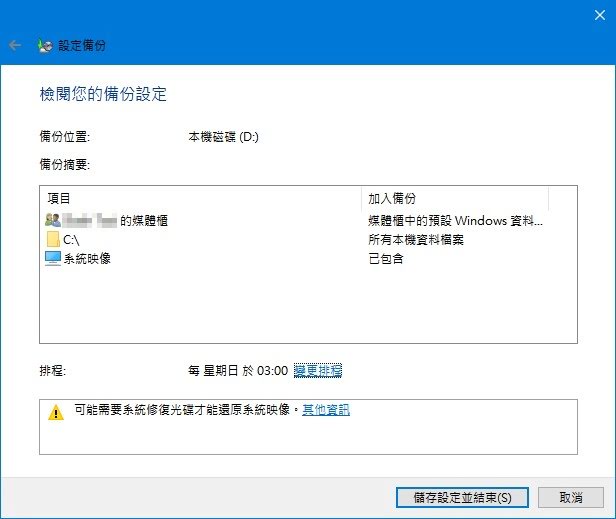 設定備份
檢閱您的備份設定
備份位置: 本機磁碟 (D:)
備份摘要:
項目 加入備份
的媒體櫃 媒體櫃中的預設 Windows 資料...
C:\ 所有本機資料檔案
系統映像 已包含
排程: 每 星期日 於 03:00 變更排程
可能需要系統修復光碟才能還原系統映像。其他資訊
儲存設定並結束(S) 取消